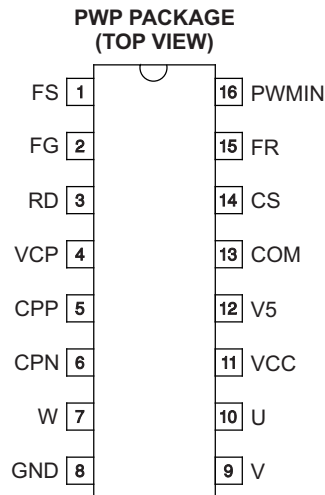 PWP PACKAGE
(TOP VIEW)
FS 1 16 PWMIN
FG 2 15 FR
RD 3 14 CS
VCP 4 13 COM
CPP 5 12 V5
CPN 6 11 VCC
W 7 10 U
GND 8 9 V